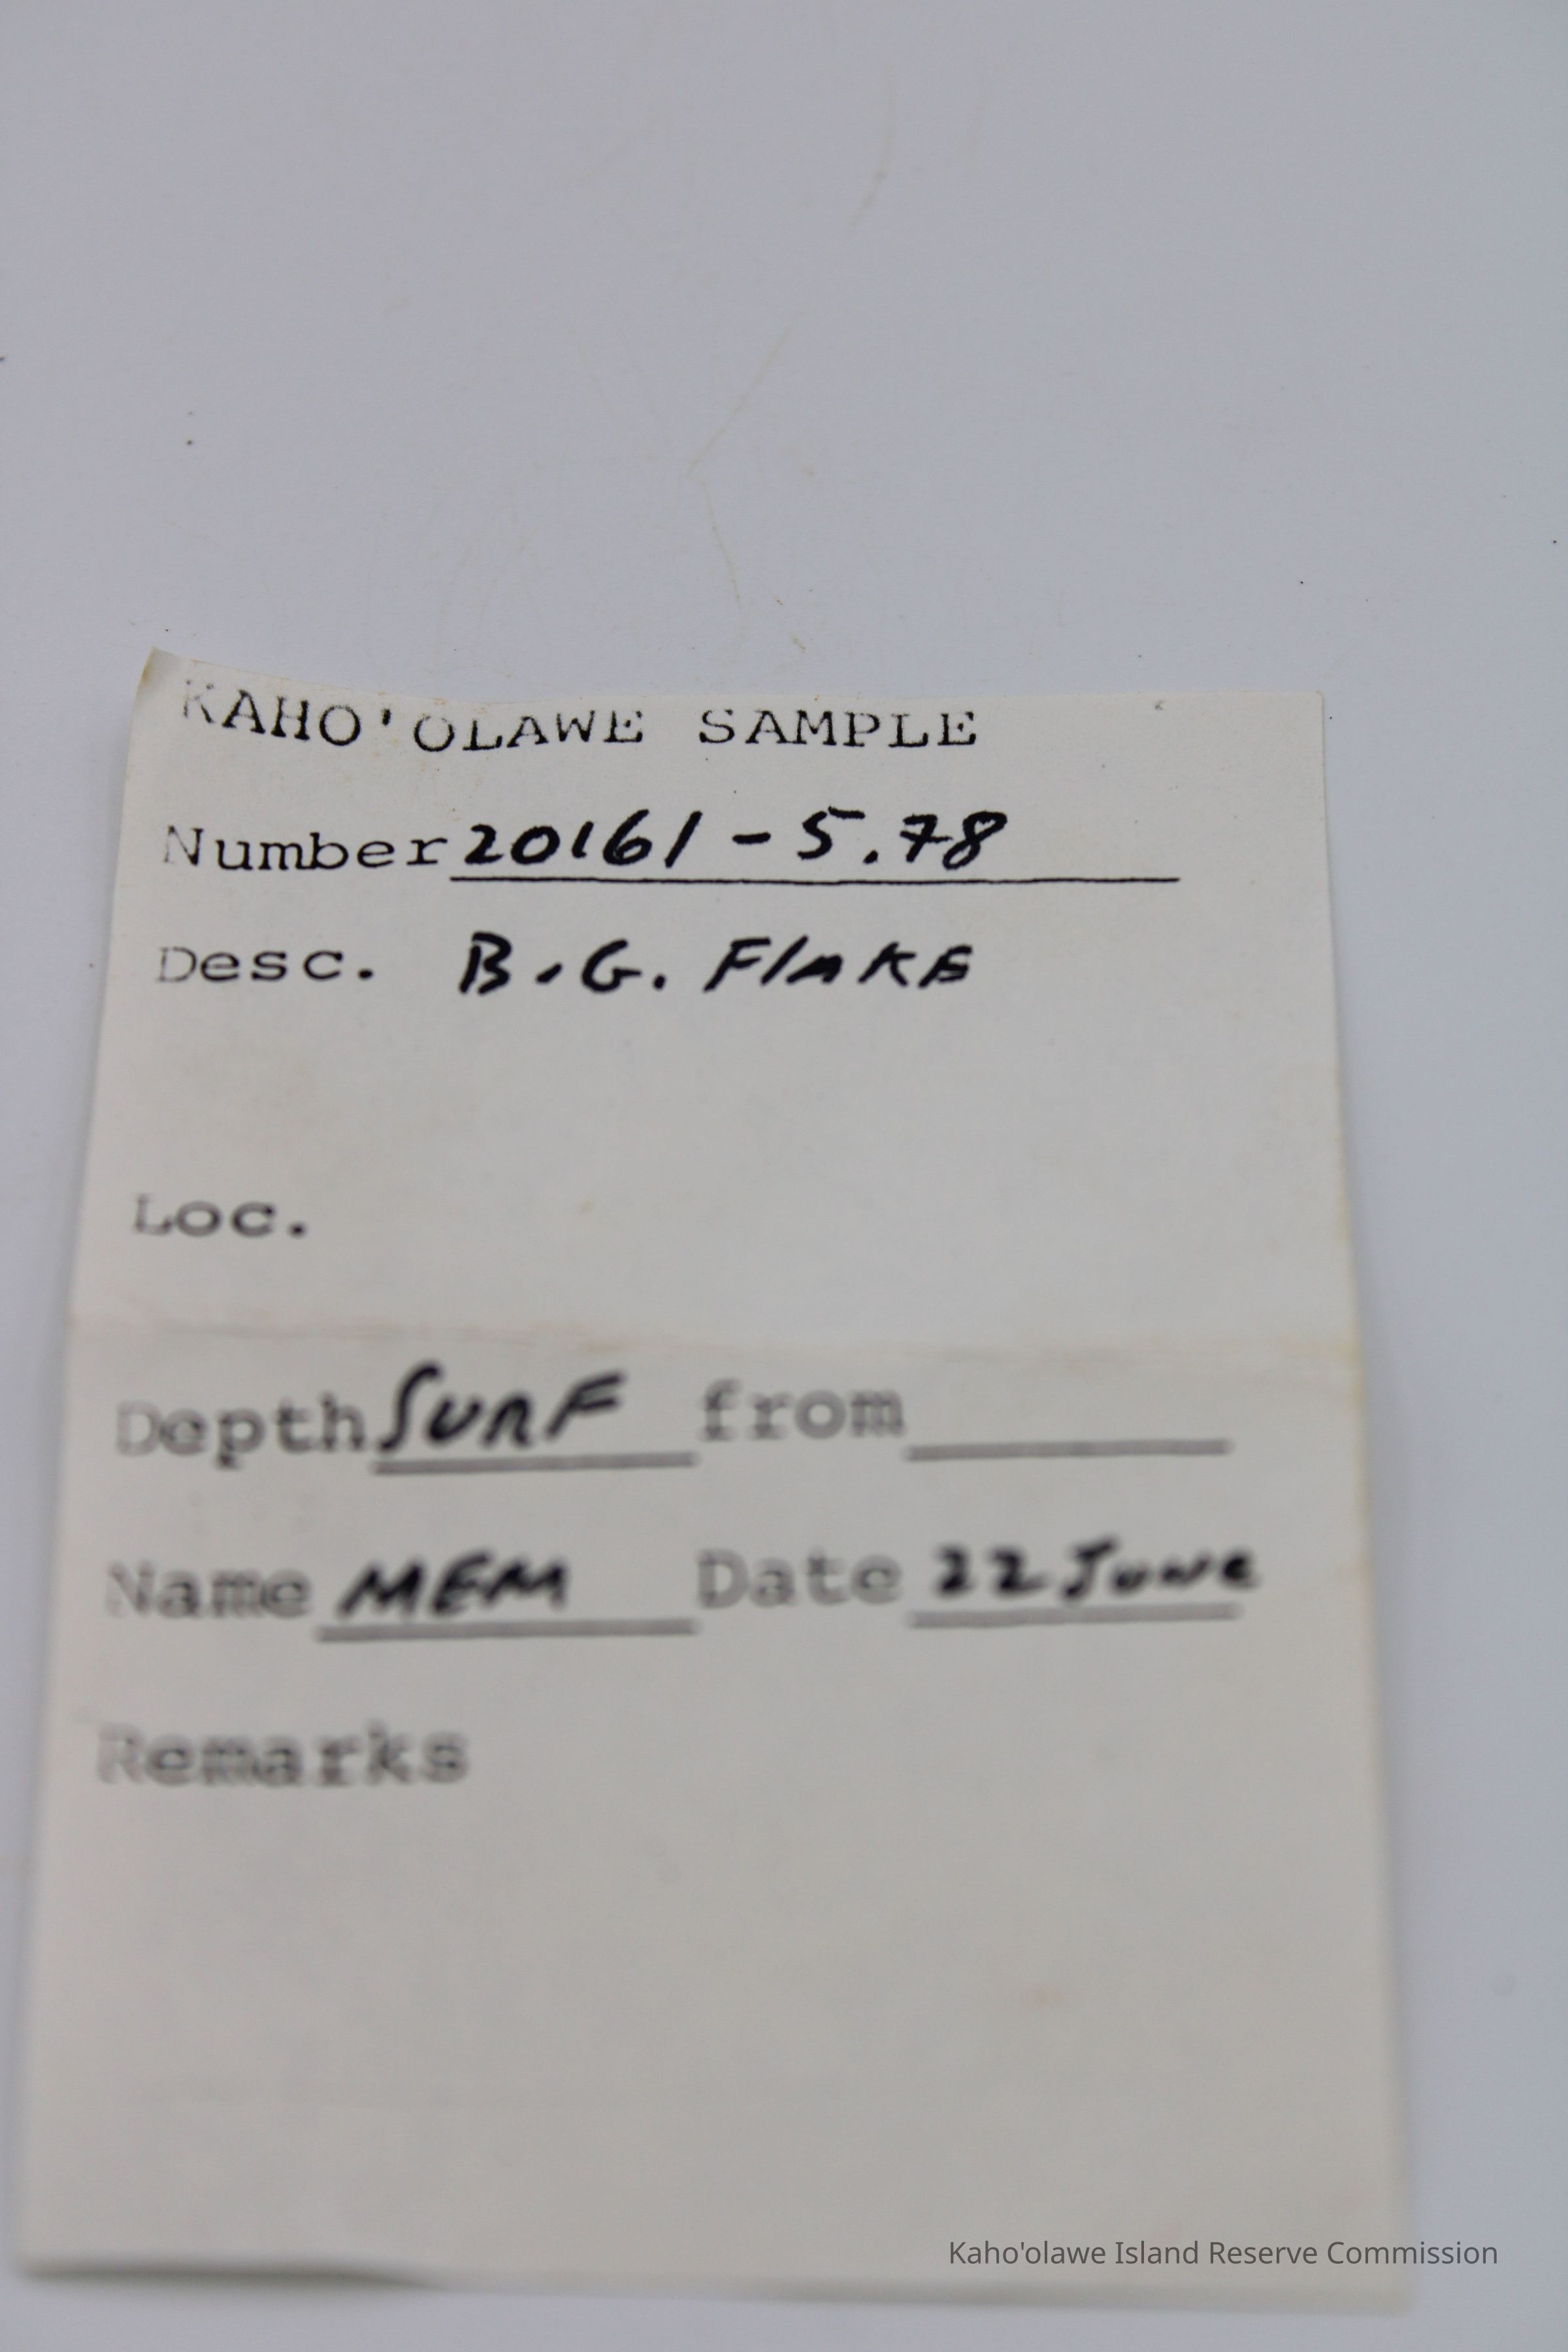 KAHO'OLAWE SAMPLE
Number 20161-5.78
Desc. B.G. Flake
Loc.
Depth Surf from
Name MEM Date 22 June
Remarks
Kaho'olawe Island Reserve Commission